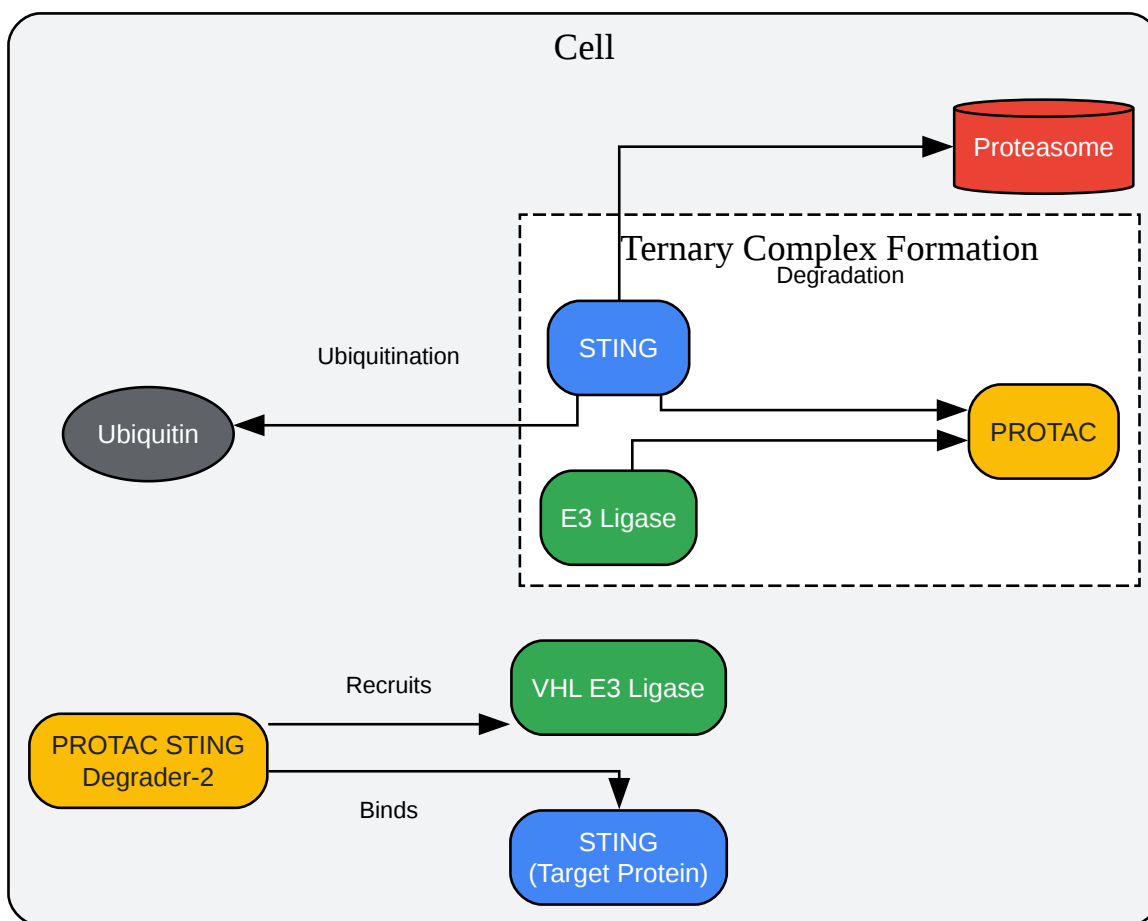 Cell
Proteasome
Ternary Complex Formation
Degradation
STING
Ubiquitination
Ubiquitin
PROTAC
E3 Ligase
VHL E3 Ligase
Recruits
PROTAC STING
Degrader-2
Binds
STING
(Target Protein)